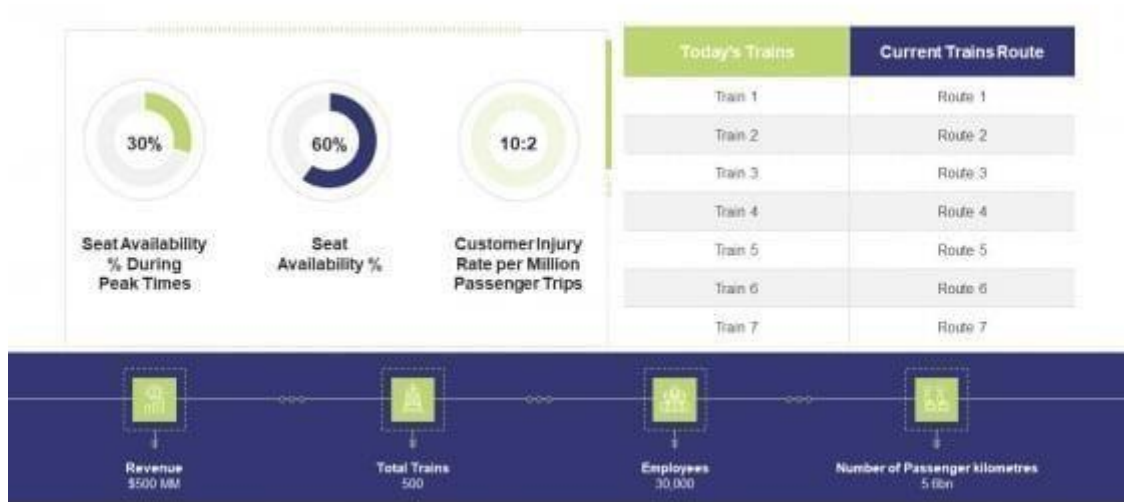 30%
60%
10:2
Seat Availability
% During
Peak Times
Seat
Availability %
Customer Injury
Rate per Million
Passenger Trips
Today's Trains Current Trains Route
Train 1 Route 1
Train 2 Route 2
Train 3 Route 3
Train 4 Route 4
Train 5 Route 5
Train 6 Route 6
Train 7 Route 7
Revenue
$500 MM
Total Trains
500
Employees
30,000
Number of Passenger kilometres